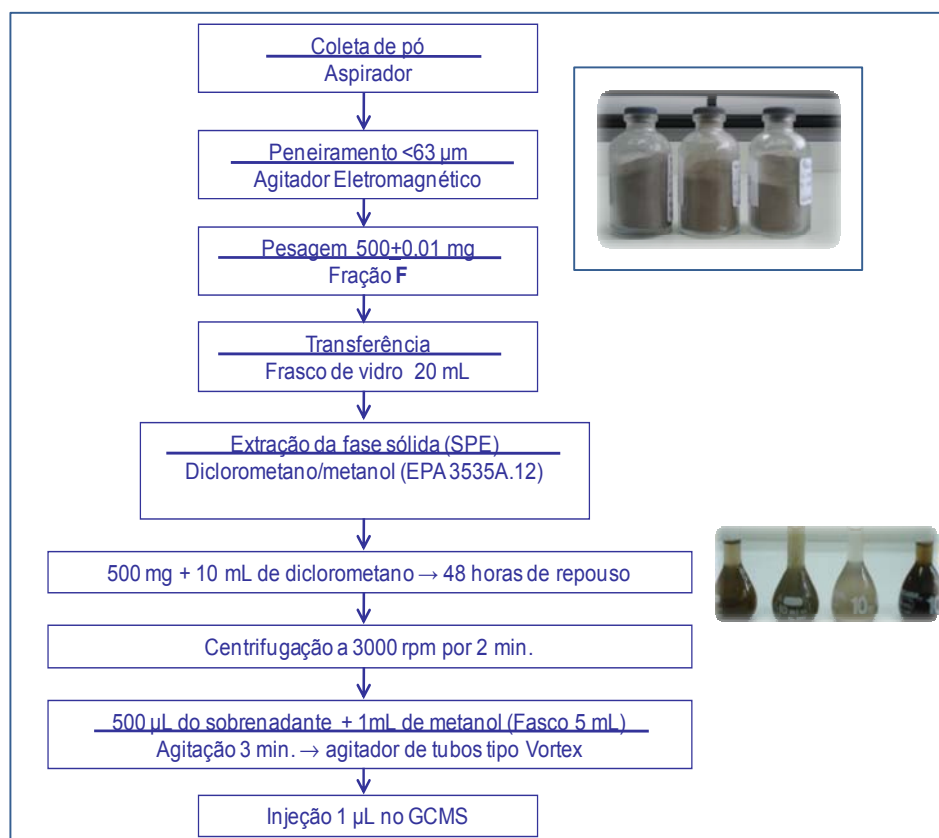 Coleta de pó
Aspirador
Peneiramento <63 µm
Agitador Eletromagnético
Pesagem 500±0.01 mg
Fração F
Transferência
Frasco de vidro 20 mL
Extração da fase sólida (SPE)
Diclorometano/metanol (EPA 3535A.12)
500 mg + 10 mL de diclorometano → 48 horas de repouso
Centrifugação a 3000 rpm por 2 min.
500 µL do sobrenadante + 1mL de metanol (Fasco 5 mL)
Agitação 3 min. → agitador de tubos tipo Vortex
Injeção 1 µL no GCMS
10
10